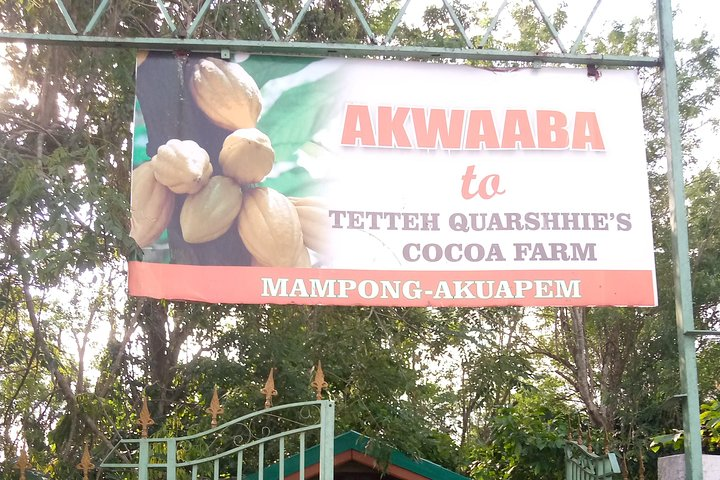 AKWAABA
to
TETTEH QUARSHHIE'S
COCOA FARM
MAMPONG-AKUAPEM